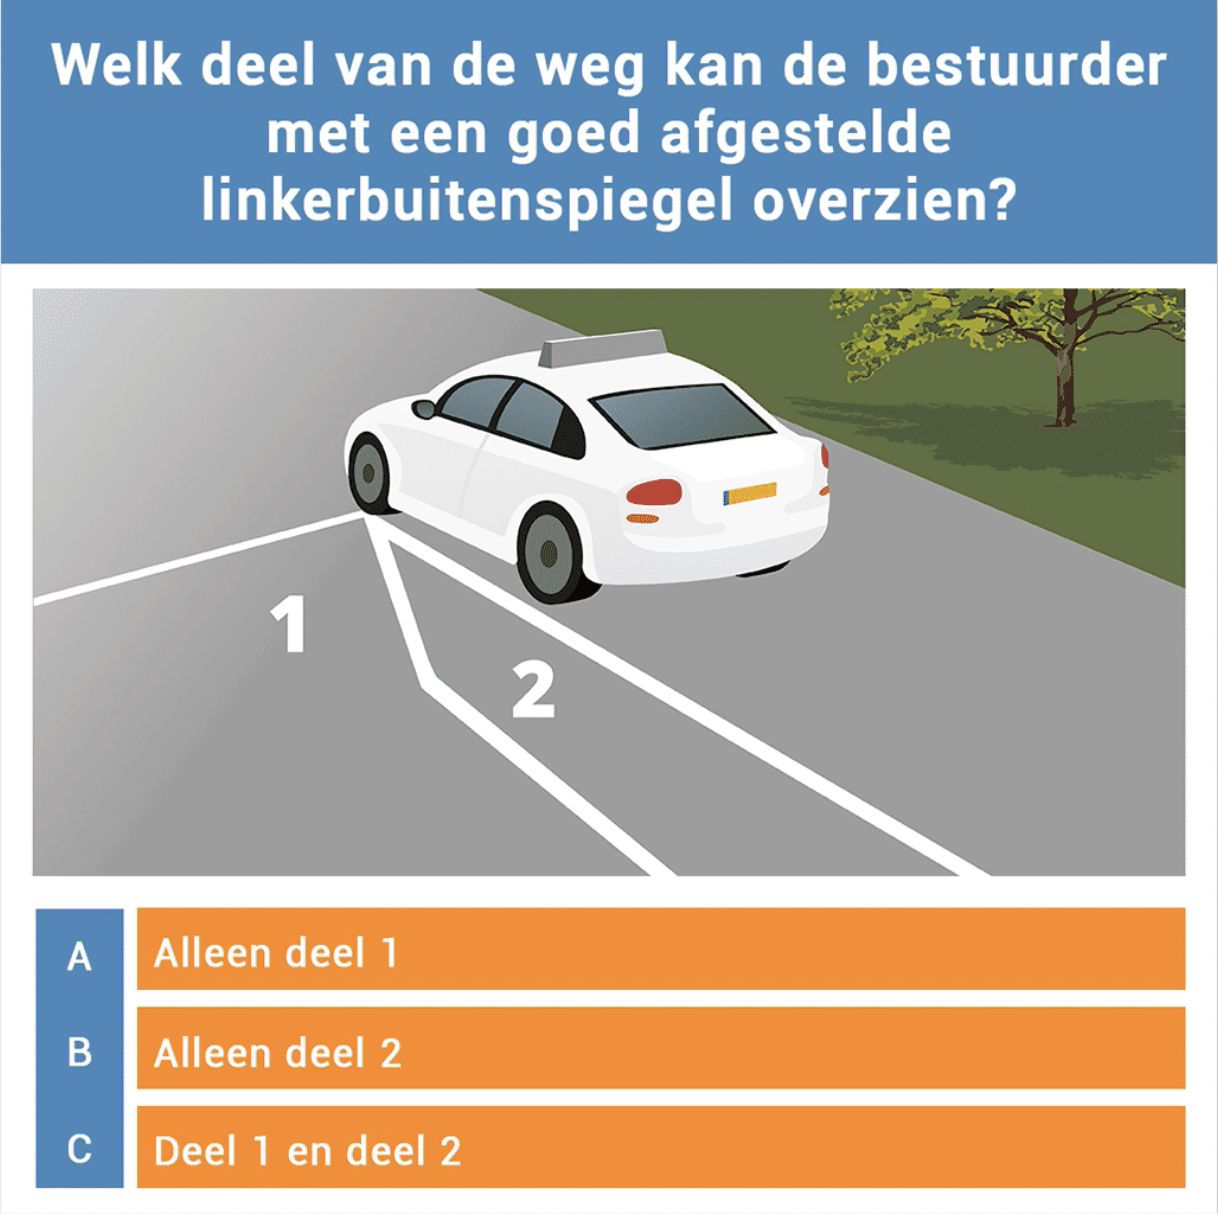 Welk deel van de weg kan de bestuurder
met een goed afgestelde
linkerbuitenspiegel overzien?
1
2
A Alleen deel 1
B Alleen deel 2
C Deel 1 en deel 2